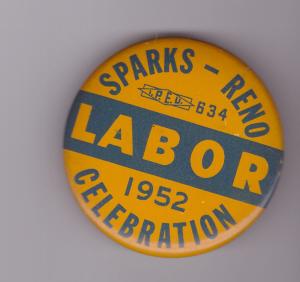 SPARKS - RENO
634
LABOR
1952
CELEBRATION